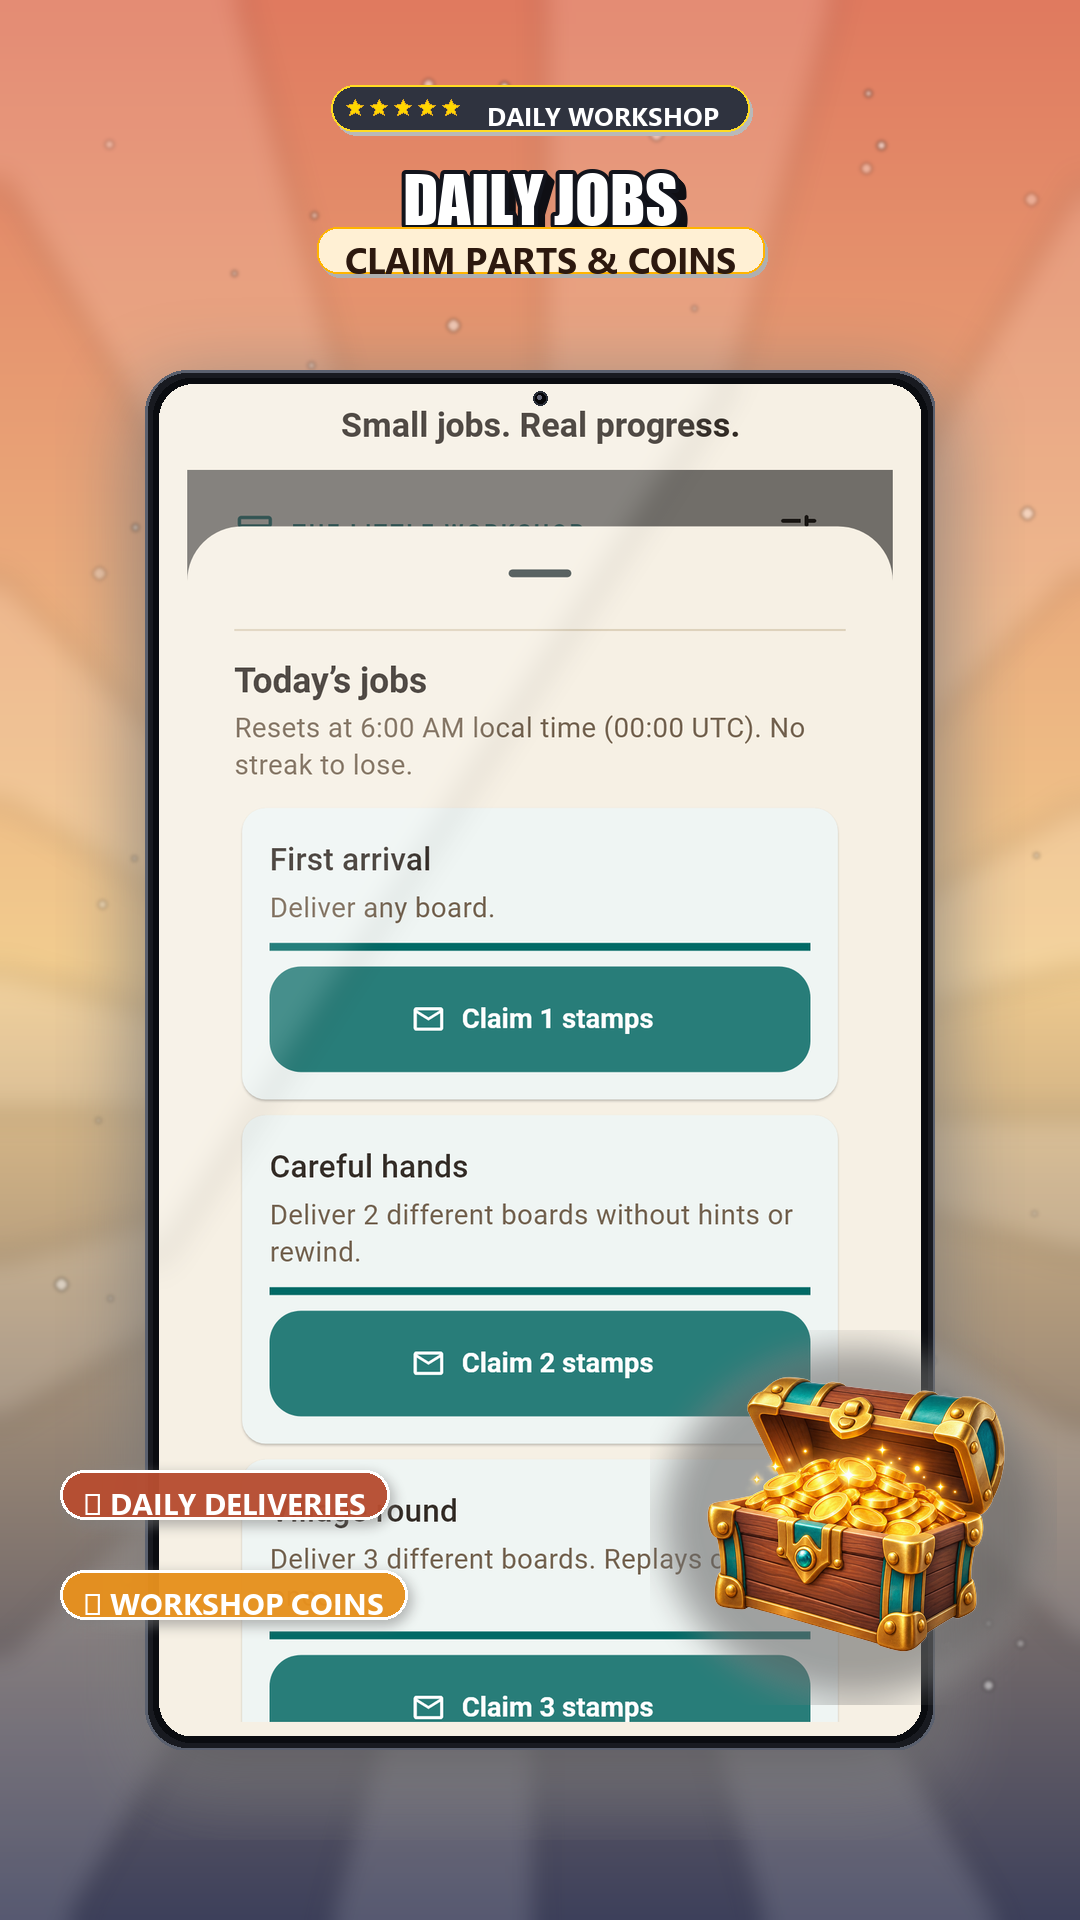 DAILY WORKSHOP
DAILY JOBS
CLAIM PARTS & COINS
Small jobs. Real progress.
Today’s jobs
Resets at 6:00 AM local time (00:00 UTC). No
streak to lose.
First arrival
Deliver any board.
Claim 1 stamps
Careful hands
Deliver 2 different boards without hints or
rewind.
Claim 2 stamps
DAILY DELIVERIES
round
Deliver 3 different boards. Replays
WORKSHOP COINS
Claim 3 stamps